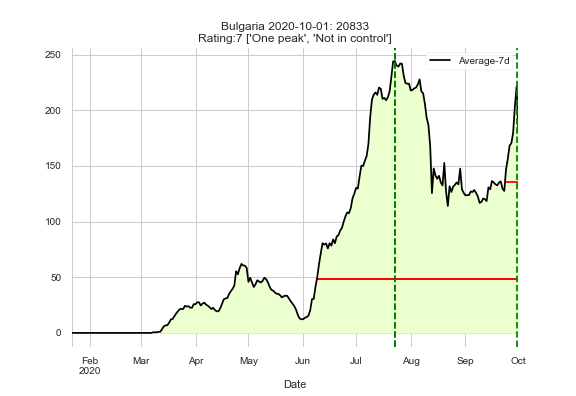 Bulgaria 2020-10-01: 20833
Rating:7 ['One peak', 'Not in control']
Average-7d
250
200
150
100
50
0
Feb Mar Apr May Jun Jul Aug Sep Oct
2020
Date